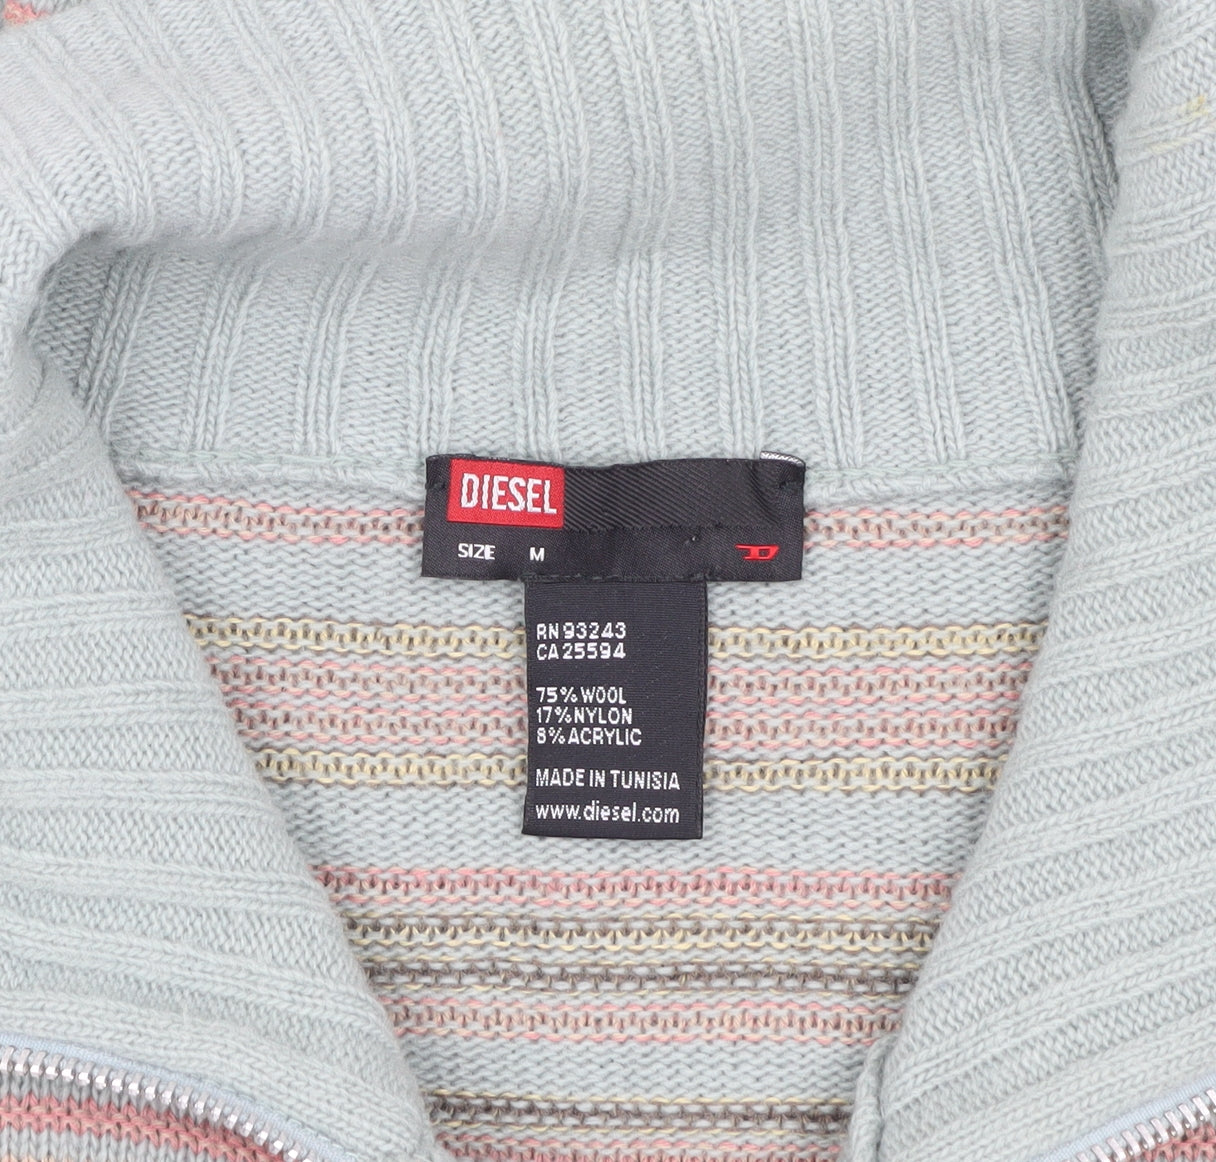 DIESEL
SIZE M
RN 93243
CA 25594
75% WOOL
17% NYLON
8% ACRYLIC
MADE IN TUNISIA
www.diesel.com